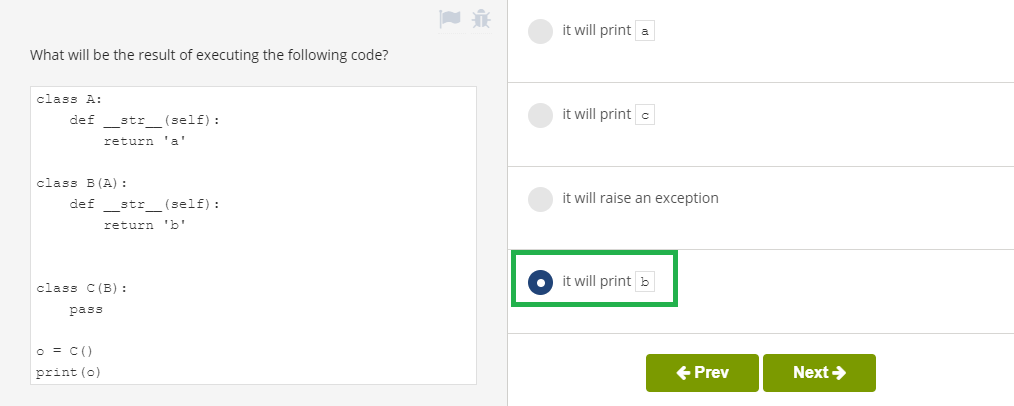 What will be the result of executing the following code?
class A:
    def __str__(self):
        return 'a'
class B(A):
    def __str__(self):
        return 'b'
class C(B):
    pass
o = C()
print(o)
it will print a
it will print c
it will raise an exception
it will print b
Prev
Next